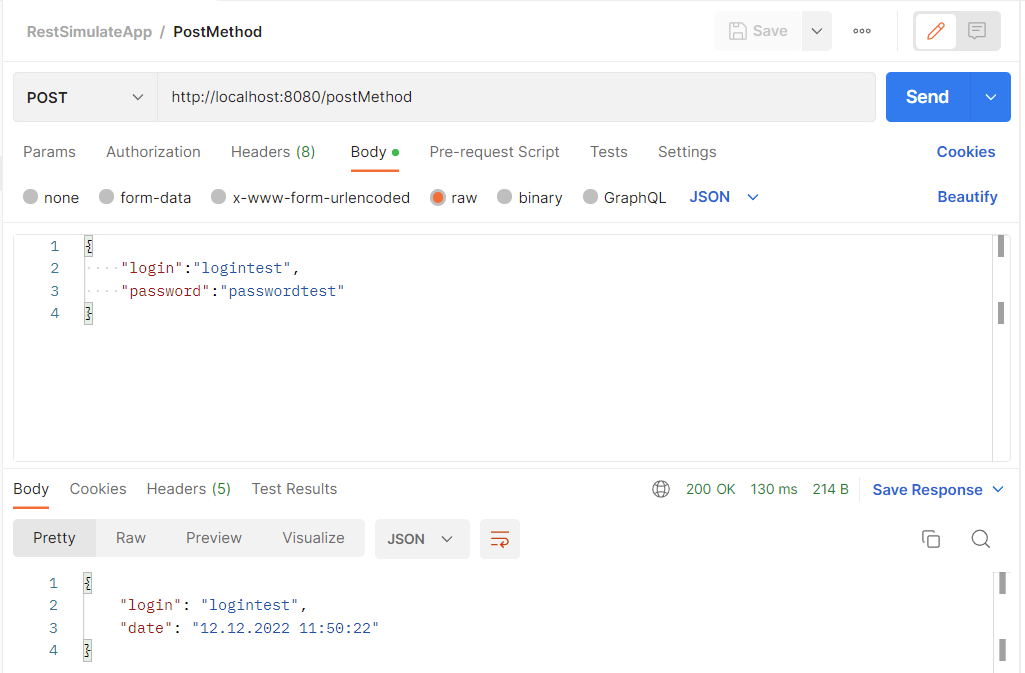 RestSimulateApp / PostMethod Save ooo
POST http://localhost:8080/postMethod Send
Params Authorization Headers (8) Body Pre-request Script Tests Settings Cookies
none form-data x-www-form-urlencoded raw binary GraphQL JSON Beautify
1 {
2 ····"login":"logintest",
3 ····"password":"passwordtest"
4 }
Body Cookies Headers (5) Test Results 200 OK 130 ms 214 B Save Response
Pretty Raw Preview Visualize JSON
1 {
2 "login": "logintest",
3 "date": "12.12.2022 11:50:22"
4 }